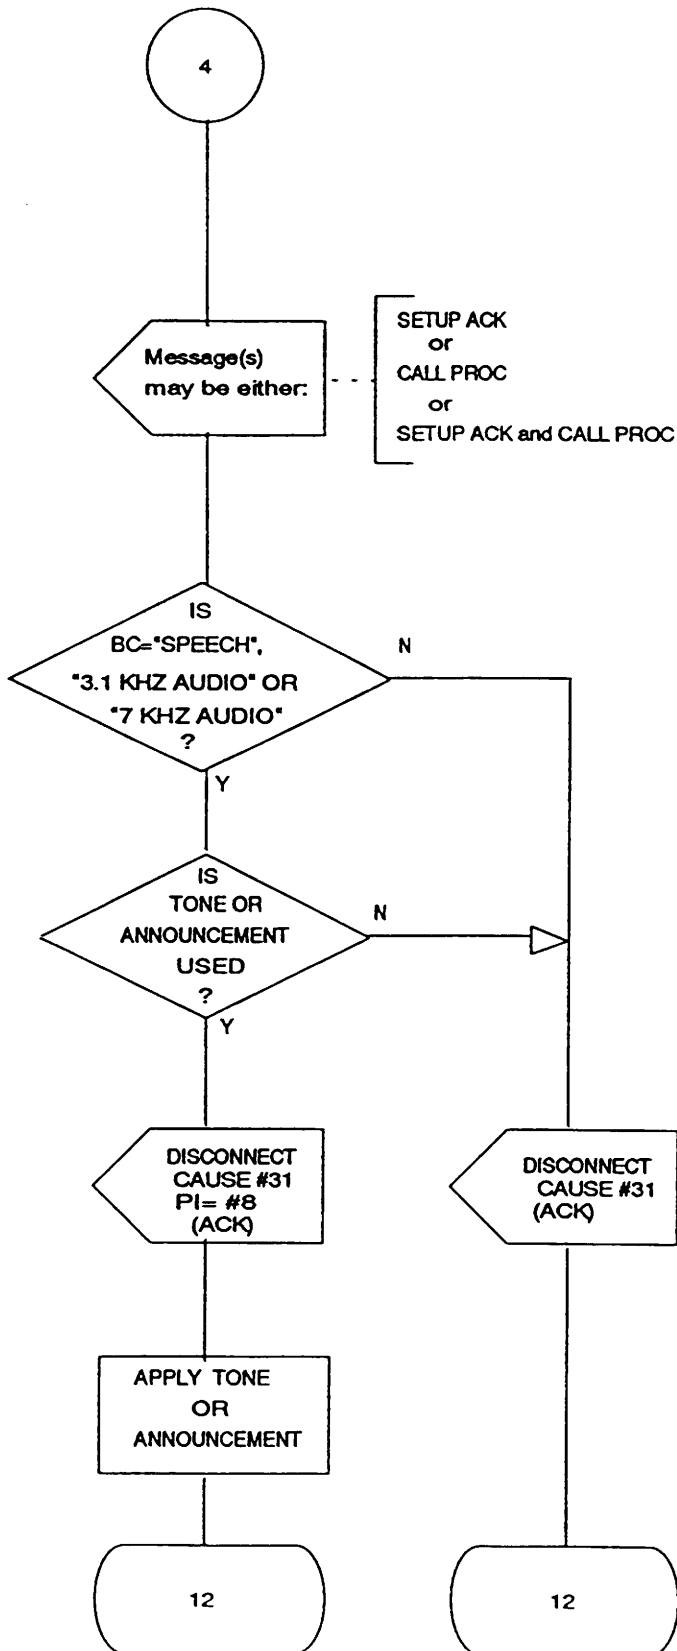 4
Message(s)
may be either:
SETUP ACK
or
CALL PROC
or
SETUP ACK and CALL PROC
IS
BC="SPEECH",
"3.1 KHZ AUDIO" OR
"7 KHZ AUDIO"
?
N
Y
IS
TONE OR
ANNOUNCEMENT
USED
?
N
Y
DISCONNECT
CAUSE #31
PI= #8
(ACK)
DISCONNECT
CAUSE #31
(ACK)
APPLY TONE
OR
ANNOUNCEMENT
12
12